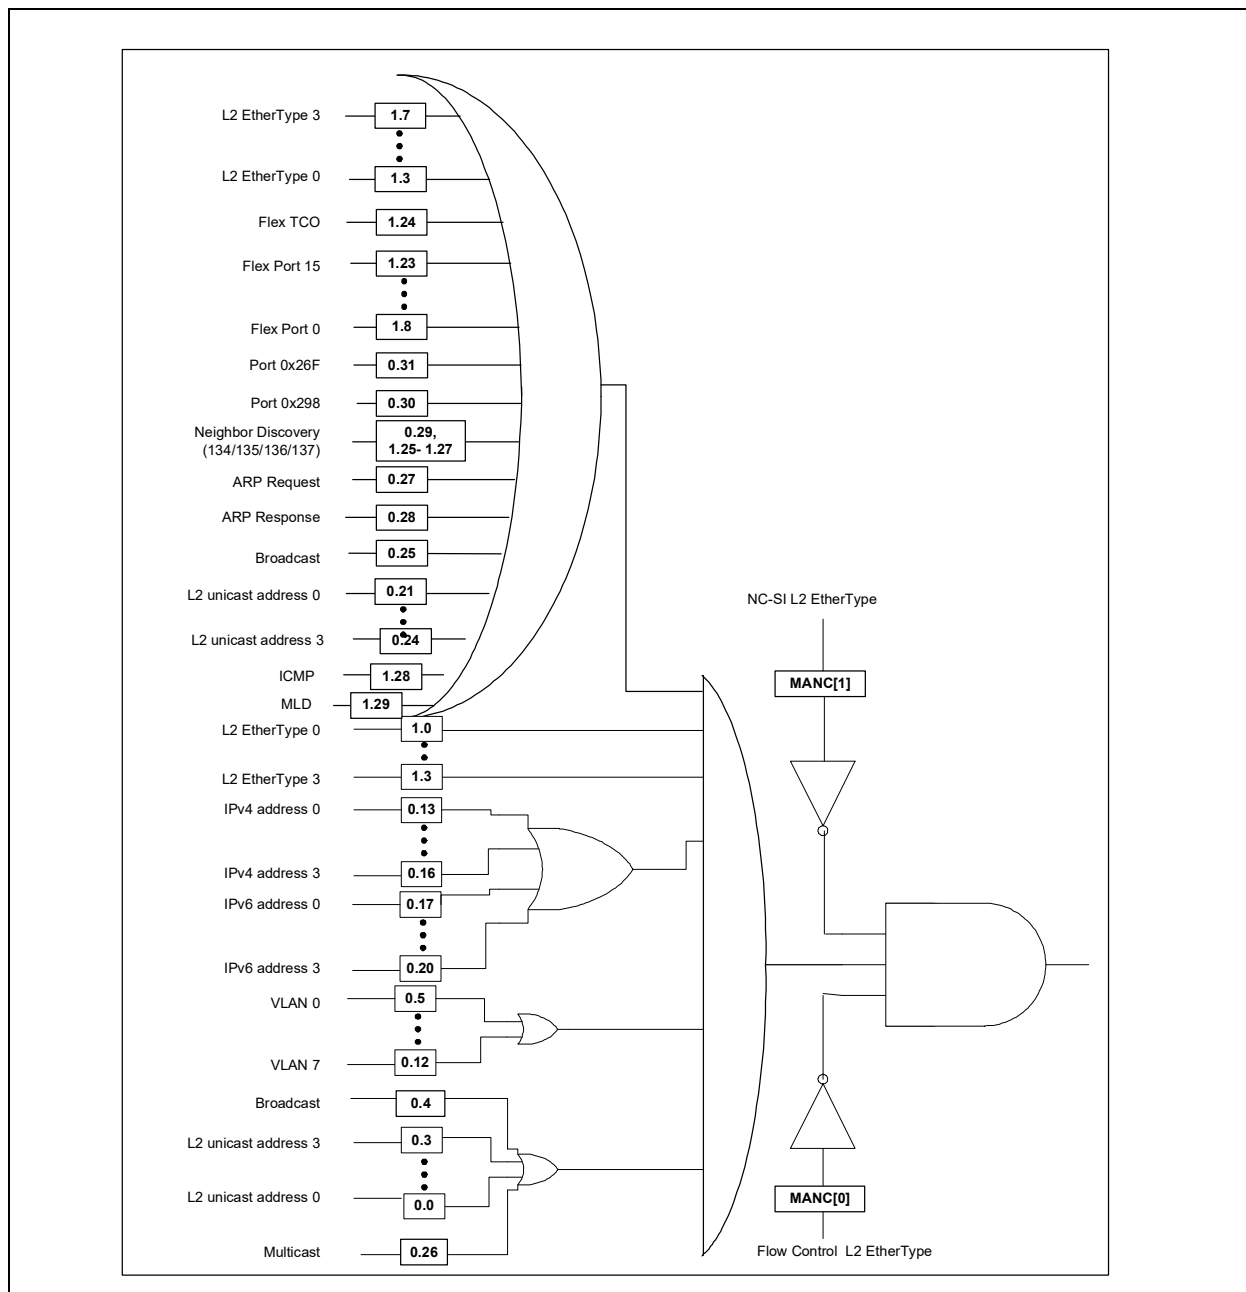 L2 EtherType 3
1.7
L2 EtherType 0
1.3
Flex TCO
1.24
Flex Port 15
1.23
Flex Port 0
1.8
Port 0x26F
0.31
Port 0x298
0.30
Neighbor Discovery
(134/135/136/137)
0.29,
1.25- 1.27
ARP Request
0.27
ARP Response
0.28
Broadcast
0.25
L2 unicast address 0
0.21
L2 unicast address 3
0.24
ICMP
1.28
MLD
1.29
L2 EtherType 0
1.0
L2 EtherType 3
1.3
IPv4 address 0
0.13
IPv4 address 3
0.16
IPv6 address 0
0.17
IPv6 address 3
0.20
VLAN 0
0.5
VLAN 7
0.12
Broadcast
0.4
L2 unicast address 3
0.3
L2 unicast address 0
0.0
Multicast
0.26
NC-SI L2 EtherType
MANC[1]
MANC[0]
Flow Control L2 EtherType